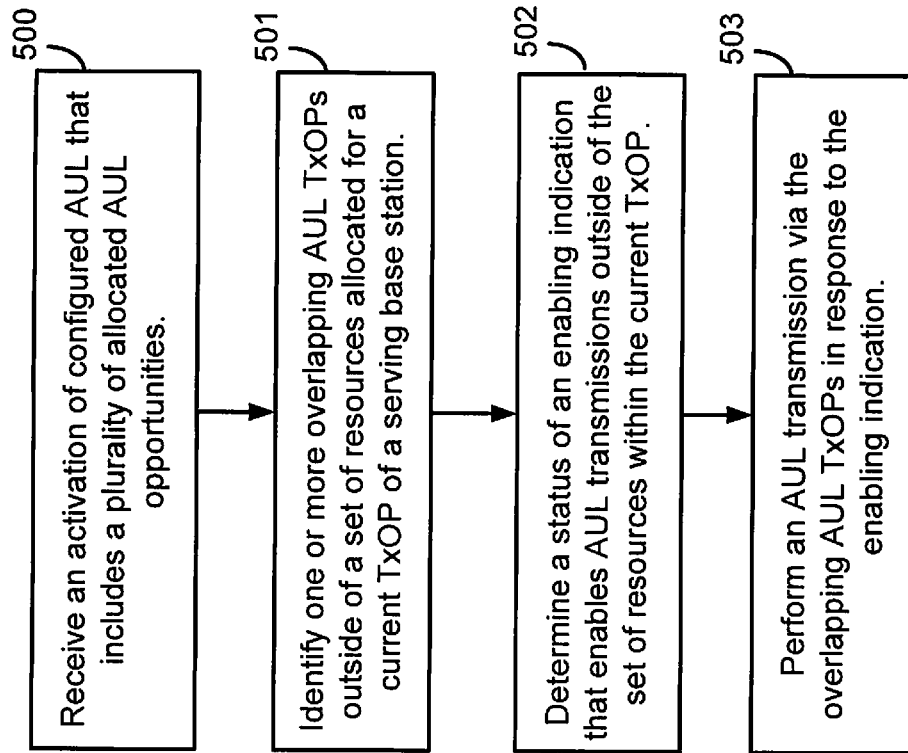 500
Receive an activation of configured AUL that
includes a plurality of allocated AUL
opportunities.
501
Identify one or more overlapping AUL TxOPs
outside of a set of resources allocated for a
current TxOP of a serving base station.
502
Determine a status of an enabling indication
that enables AUL transmissions outside of the
set of resources within the current TxOP.
503
Perform an AUL transmission via the
overlapping AUL TxOPs in response to the
enabling indication.